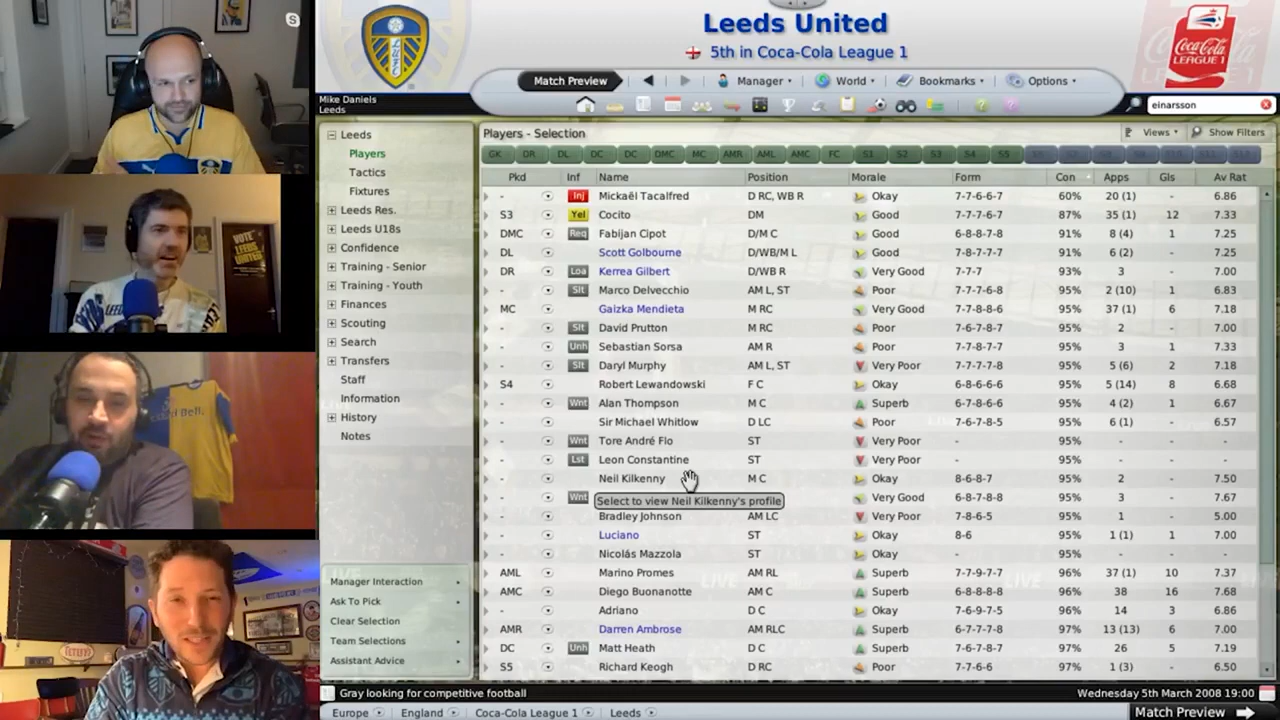 Leeds United
5th in Coca-Cola League 1
Match Preview
Manager
World
Bookmarks
Options
Mike Daniels
Leeds
einarsson
Coca-Cola
LEAGUE 1
VOTE
LEEDS
UNITED
TETLEY'S
Leeds
Players
Tactics
Fixtures
Leeds Res.
Leeds U18s
Confidence
Training - Senior
Training - Youth
Finances
Scouting
Search
Transfers
Staff
Information
History
Notes
Manager Interaction
Ask To Pick
Clear Selection
Team Selections
Assistant Advice
Players - Selection
Views
Show Filters
GK DR DL DC DC DMC MC AMR AML AMC FC S1 S2 S3 S4 S5
Pkd Inf Name Position Morale Form Con Apps Gls Av Rat
- Inj Mickaël Tacalfred D RC, WB R Okay 7-7-6-6-7 60% 20 (1) - 6.86
S3 Yel Cocito DM Good 7-7-7-6-7 87% 35 (1) 12 7.33
DMC Req Fabijan Cipot D/M C Good 6-8-8-7-8 91% 8 (4) 1 7.25
DL Scott Golbourne D/WB/M L Good 7-8-7-7-7 91% 6 (2) - 7.25
DR Loa Kerrea Gilbert D/WB R Very Good 7-7-7 93% 3 - 7.00
- Slt Marco Delvecchio AM L, ST Poor 7-7-7-6-8 95% 2 (10) 1 6.83
MC Gaizka Mendieta M RC Very Good 7-7-8-8-6 95% 37 (1) 6 7.18
- Slt David Prutton M RC Poor 7-6-7-8-7 95% 2 - 7.00
- Unh Sebastian Sorsa AM R Poor 7-7-8-7-7 95% 3 1 7.33
- Slt Daryl Murphy AM L, ST Very Poor 7-7-7-7-8 95% 5 (6) 2 7.18
S4 Robert Lewandowski F C Okay 6-8-6-6-6 95% 5 (14) 8 6.68
- Wnt Alan Thompson M C Superb 6-7-8-6-6 95% 4 (2) 1 6.67
- Sir Michael Whitlow D LC Poor 7-6-7-8-5 95% 6 (1) - 6.57
- Wnt Tore André Flo ST Very Poor - 95% - - -
- Lst Leon Constantine ST Very Poor - 95% - - -
- Neil Kilkenny M C Okay 8-6-8-7 95% 2 - 7.50
- Wnt Very Good 6-8-7-8-8 95% 3 - 7.67
Select to view Neil Kilkenny's profile
- Bradley Johnson AM LC Very Poor 7-8-6-5 95% 1 - 5.00
- Luciano ST Okay 8-6 95% 1 (1) 1 7.00
- Nicolás Mazzola ST Okay - 95% - - -
AML Marino Promes AM RL Superb 7-7-9-7-7 96% 37 (1) 10 7.37
AMC Diego Buonanotte AM C Superb 6-8-8-8-8 96% 38 16 7.68
- Adriano D C Okay 7-6-9-7-5 96% 14 3 6.86
AMR Darren Ambrose AM RLC Superb 6-7-7-7-8 97% 13 (13) 6 7.00
DC Unh Matt Heath D C Superb 7-6-7-8-7 97% 26 5 7.19
S5 Richard Keogh D RC Poor 7-7-6-6 97% 1 (3) - 6.50
Gray looking for competitive football
Wednesday 5th March 2008 19:00
Europe England Coca-Cola League 1 Leeds
Match Preview